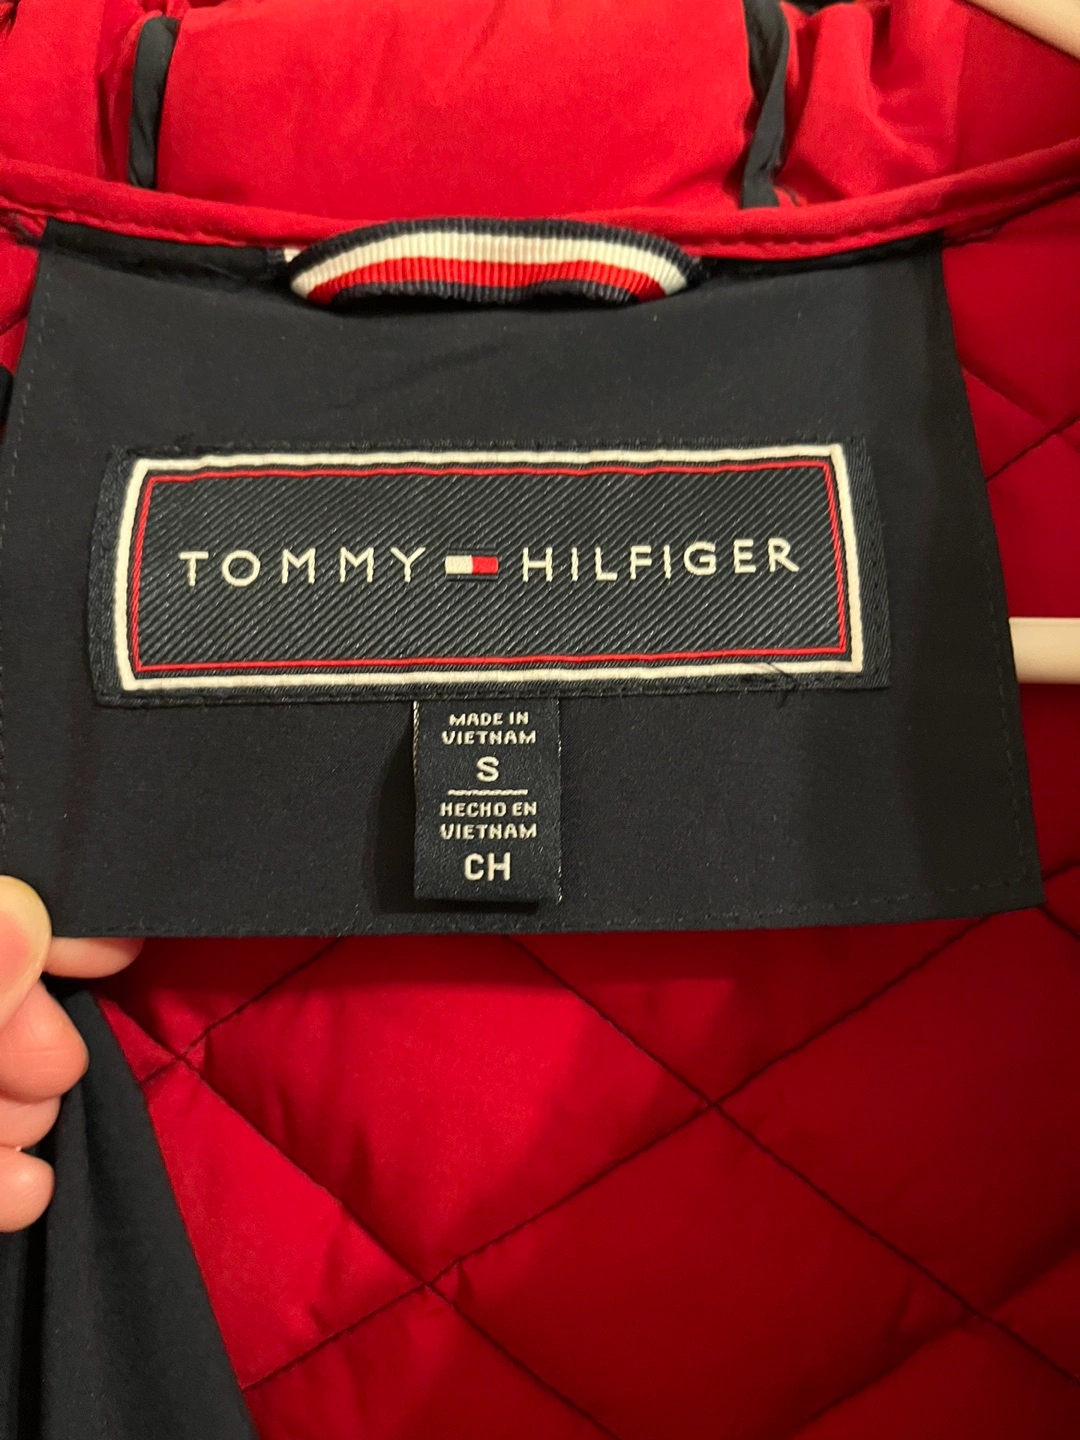 TOMMY HILFIGER
MADE IN
VIETNAM
S
HECHO EN
VIETNAM
CH